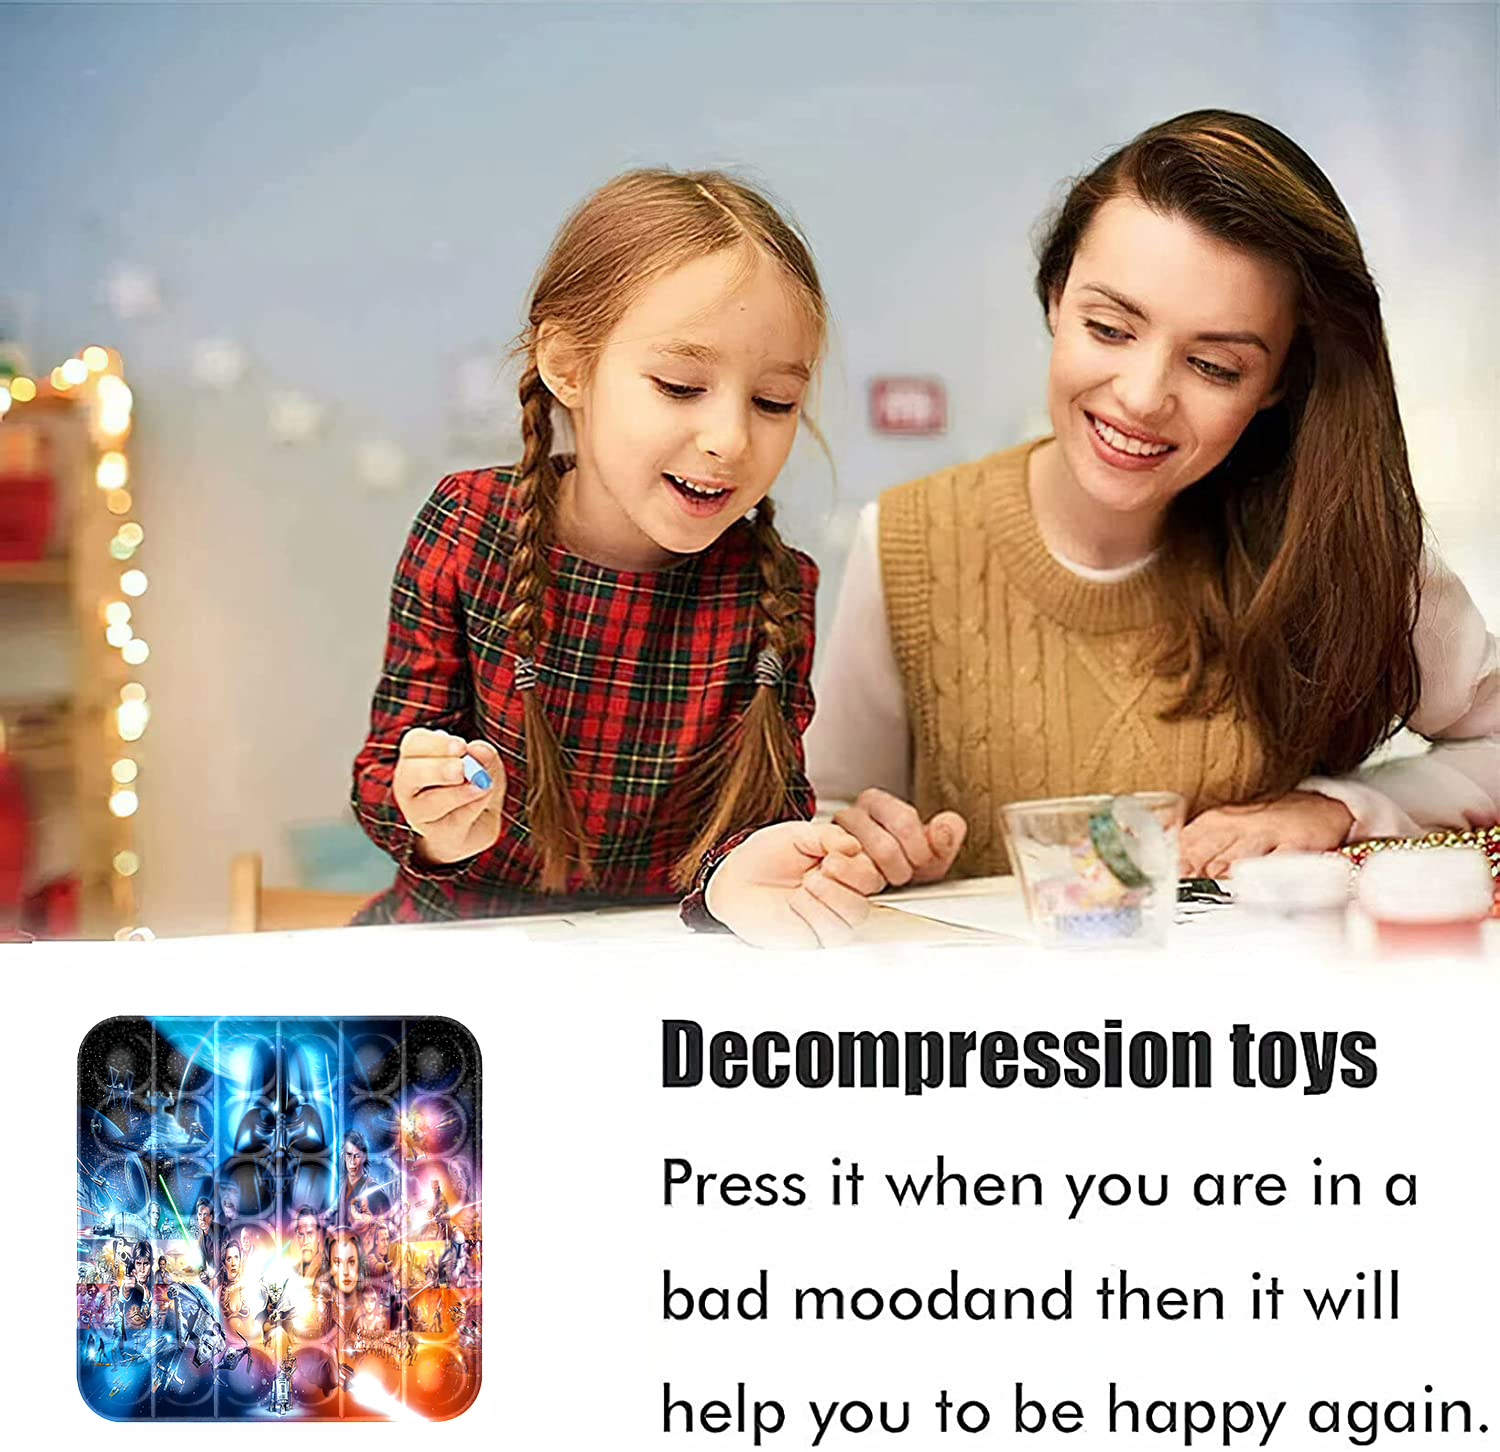 Decompression toys
Press it when you are in a
bad moodand then it will
help you to be happy again.